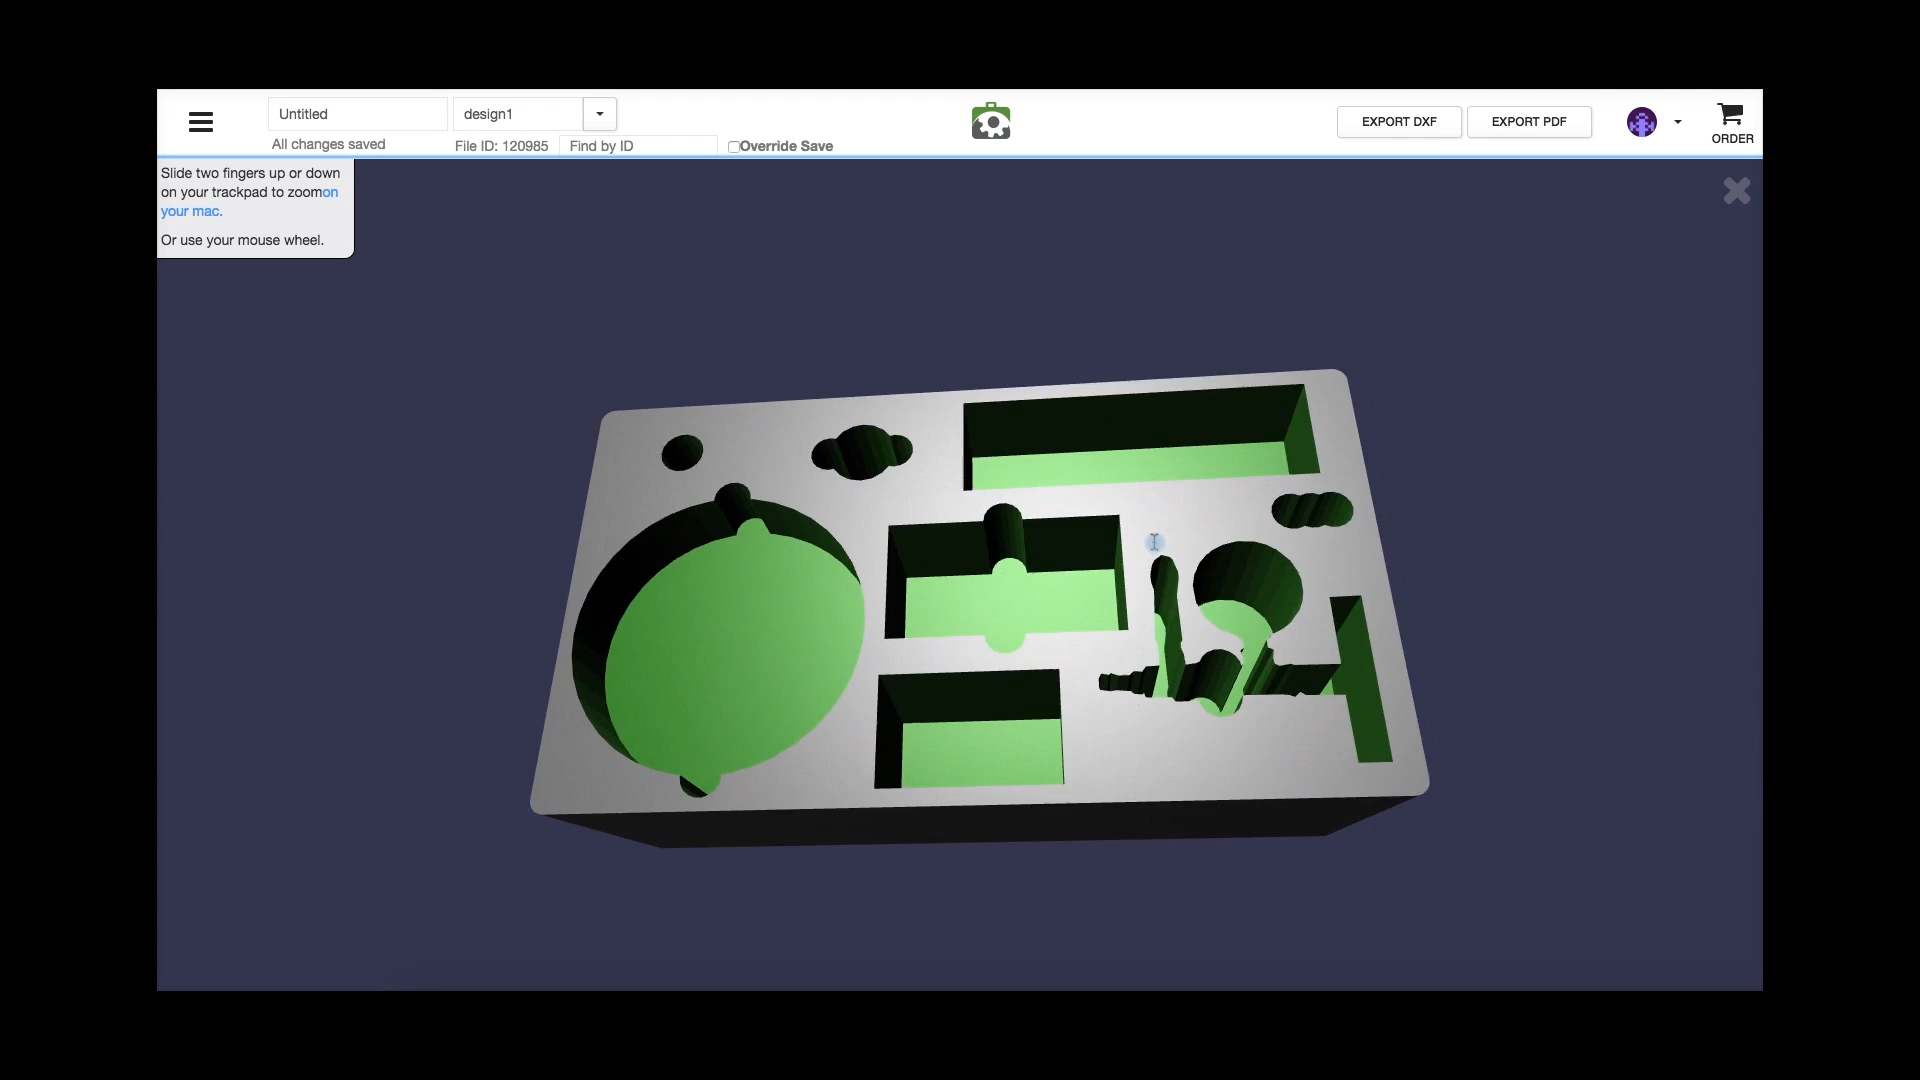 Untitled
design1
All changes saved
File ID: 120985
Find by ID
Override Save
EXPORT DXF
EXPORT PDF
ORDER
Slide two fingers up or down
on your trackpad to zoomon
your mac.
Or use your mouse wheel.